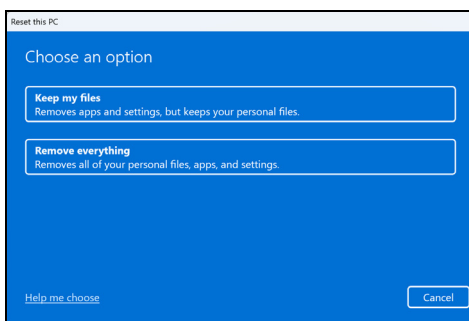 Reset this PC
Choose an option
Keep my files
Removes apps and settings, but keeps your personal files.
Remove everything
Removes all of your personal files, apps, and settings.
Help me choose
Cancel